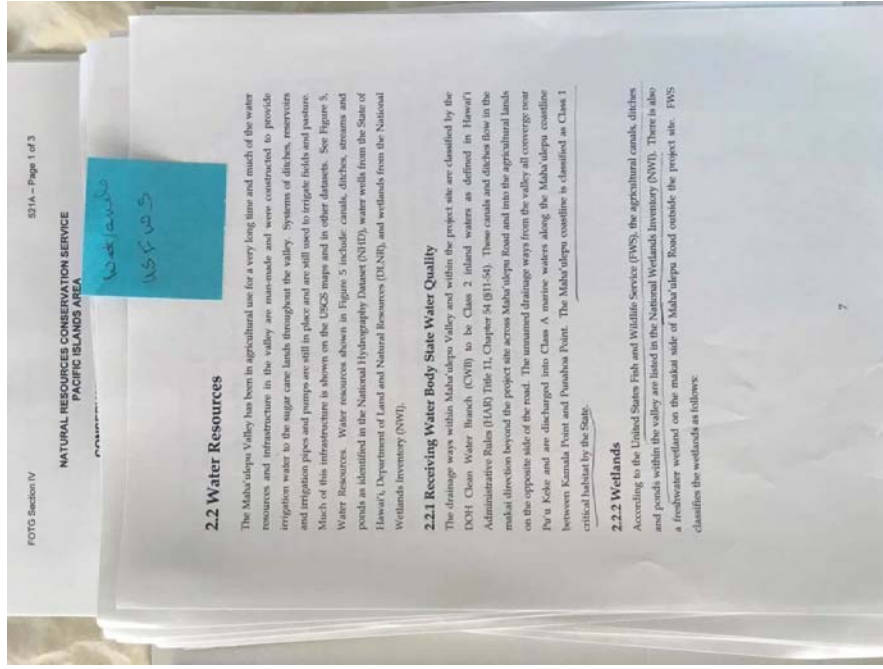 FOTG Section IV
521A – Page 1 of 3
NATURAL RESOURCES CONSERVATION SERVICE
PACIFIC ISLANDS AREA
Wetlands
USFWS
2.2 Water Resources
The Maha'ulepu Valley has been in agricultural use for a very long time and much of the water
resources and infrastructure in the valley are man-made and were constructed to provide
irrigation water to the sugar cane lands throughout the valley. Systems of ditches, reservoirs
and irrigation pipes and pumps are still in place and are still used to irrigate fields and pasture.
Much of this infrastructure is shown on the USGS maps and in other datasets. See Figure 5,
Water Resources. Water resources shown in Figure 5 include: canals, ditches, streams and
ponds as identified in the National Hydrography Dataset (NHD), water wells from the State of
Hawai'i, Department of Land and Natural Resources (DLNR), and wetlands from the National
Wetlands Inventory (NWI).
2.2.1 Receiving Water Body State Water Quality
The drainage ways within Maha'ulepu Valley and within the project site are classified by the
DOH Clean Water Branch (CWB) to be Class 2 inland waters as defined in Hawai'i
Administrative Rules (HAR) Title 11, Chapter 54 (§11-54). These canals and ditches flow in the
makai direction beyond the project site across Maha'ulepu Road and into the agricultural lands
on the opposite side of the road. The unnamed drainage ways from the valley all converge near
Pu'u Keke and are discharged into Class A marine waters along the Maha'ulepu coastline
between Kamala Point and Punahoa Point. The Maha'ulepu coastline is classified as Class 1
critical habitat by the State.
2.2.2 Wetlands
According to the United States Fish and Wildlife Service (FWS), the agricultural canals, ditches
and ponds within the valley are listed in the National Wetlands Inventory (NWI). There is also
a freshwater wetland on the makai side of Maha'ulepu Road outside the project site. FWS
classifies the wetlands as follows:
7